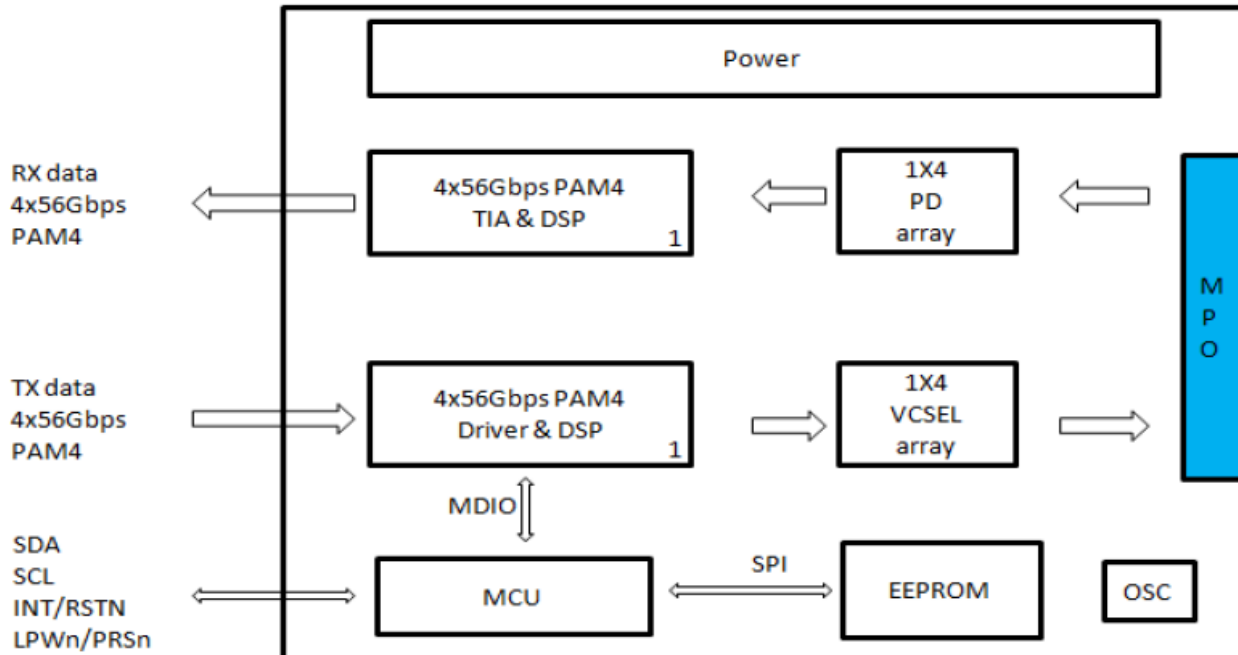 Power
RX data
4x56Gbps
PAM4
4x56Gbps PAM4
TIA & DSP
1
1X4
PD
array
M
P
O
TX data
4x56Gbps
PAM4
4x56Gbps PAM4
Driver & DSP
1
1X4
VCSEL
array
MDIO
SDA
SCL
INT/RSTN
LPWn/PRSn
MCU
SPI
EEPROM
OSC